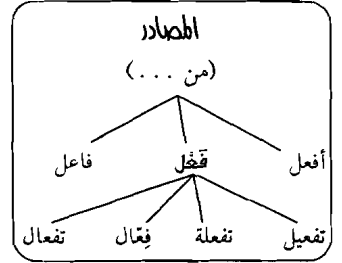 المصادر
(من . . . )
أفعل فَعَّل فاعل
تفعيل تفعلة فِعّال تفعال